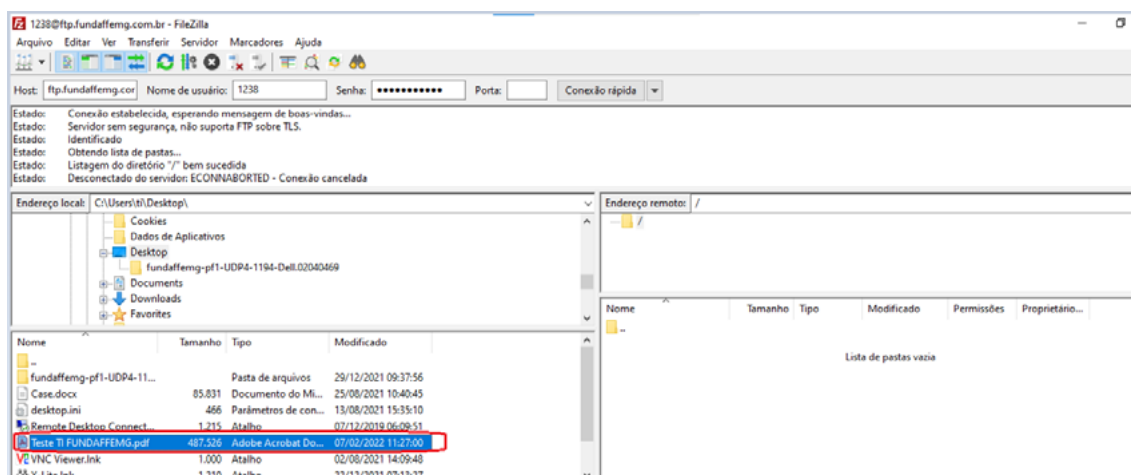 1238@ftp.fundaffemg.com.br - FileZilla
Arquivo Editar Ver Transferir Servidor Marcadores Ajuda
Host: ftp.fundaffemg.cor Nome de usuário: 1238 Senha: ●●●●●●●●●●● Porta: Conexão rápida
Estado: Conexão estabelecida, esperando mensagem de boas-vindas...
Estado: Servidor sem segurança, não suporta FTP sobre TLS.
Estado: Identificado
Estado: Obtendo lista de pastas...
Estado: Listagem do diretório "/" bem sucedida
Estado: Desconectado do servidor: ECONNABORTED - Conexão cancelada
Endereço local: C:\Users\ti\Desktop\
Cookies
Dados de Aplicativos
Desktop
fundaffemg-pf1-UDP4-1194-Dell.02040469
Documents
Downloads
Favorites
Nome Tamanho Tipo Modificado
..
fundaffemg-pf1-UDP4-11... Pasta de arquivos 29/12/2021 09:37:56
Case.docx 85.831 Documento do Mi... 25/08/2021 10:40:45
desktop.ini 466 Parâmetros de con... 13/08/2021 15:35:10
Remote Desktop Connect... 1.215 Atalho 07/12/2019 06:09:51
Teste TI FUNDAFFEMG.pdf 487.526 Adobe Acrobat Do... 07/02/2022 11:27:00
VNC Viewer.lnk 1.000 Atalho 02/08/2021 14:09:48
Endereço remoto: /
/
Nome Tamanho Tipo Modificado Permissões Proprietário...
..
Lista de pastas vazia